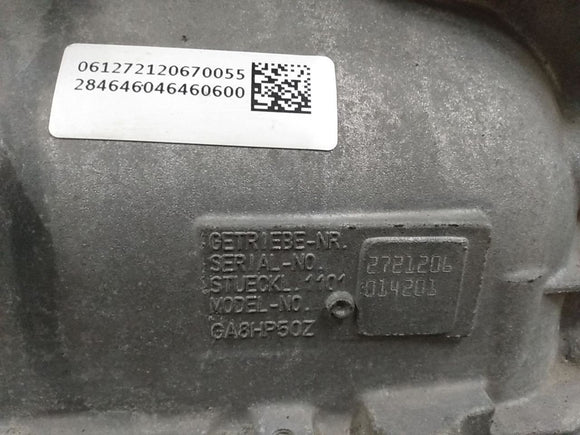 061272120670055
284646046460600
GETRIEBE-NR.
SERIAL-NO. 2721206
STUECKL. 1101 014201
MODEL-NO.
GA8HP50Z